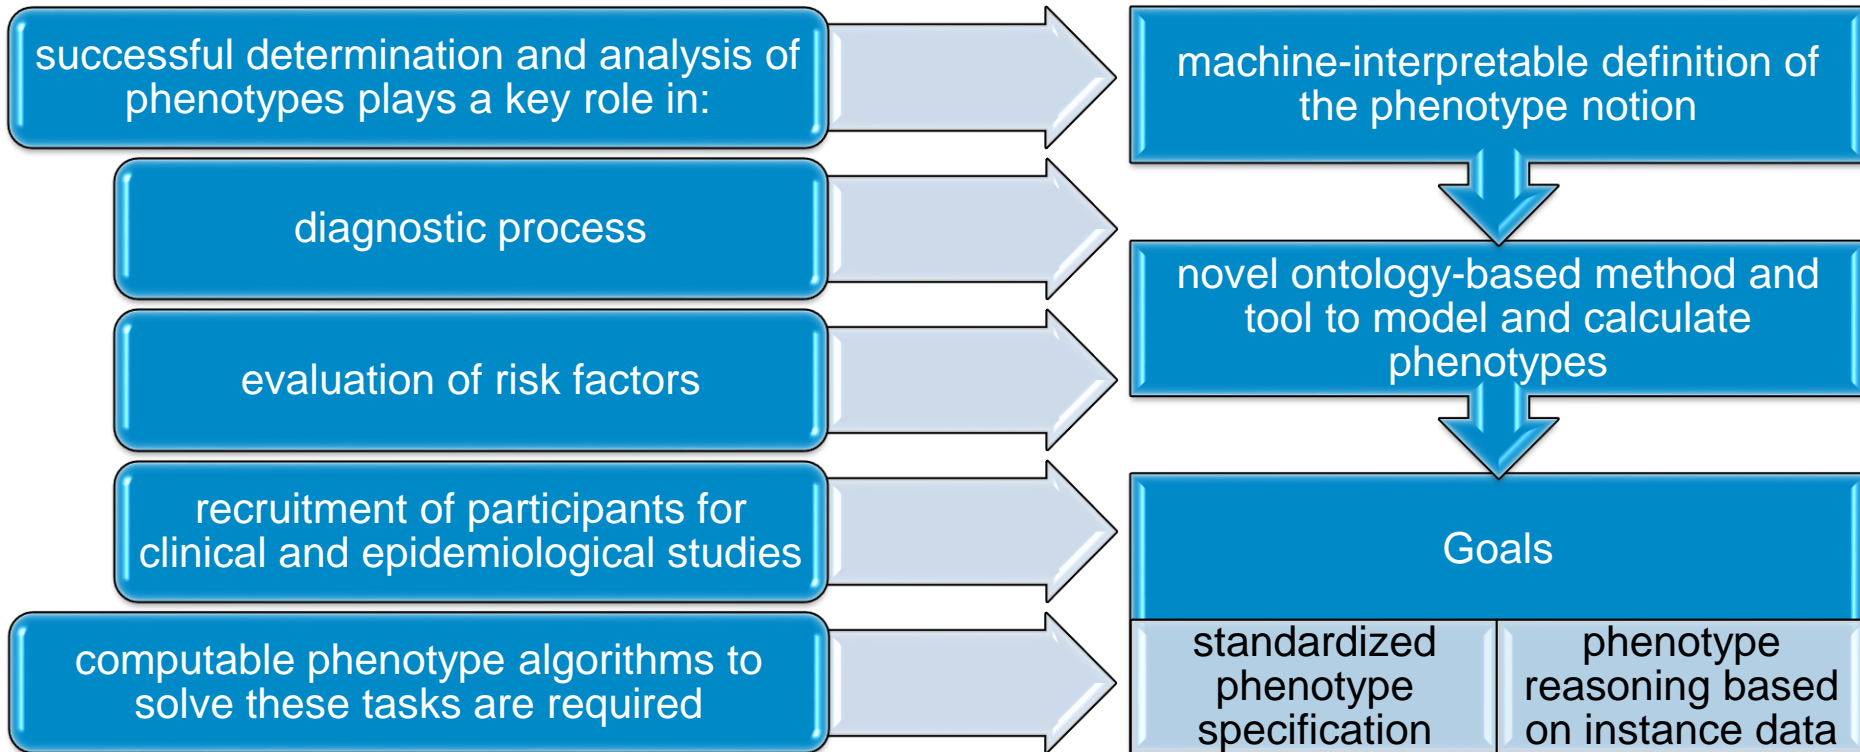 successful determination and analysis of
phenotypes plays a key role in:
diagnostic process
evaluation of risk factors
recruitment of participants for
clinical and epidemiological studies
computable phenotype algorithms to
solve these tasks are required
machine-interpretable definition of
the phenotype notion
novel ontology-based method and
tool to model and calculate
phenotypes
Goals
standardized
phenotype
specification
phenotype
reasoning based
on instance data